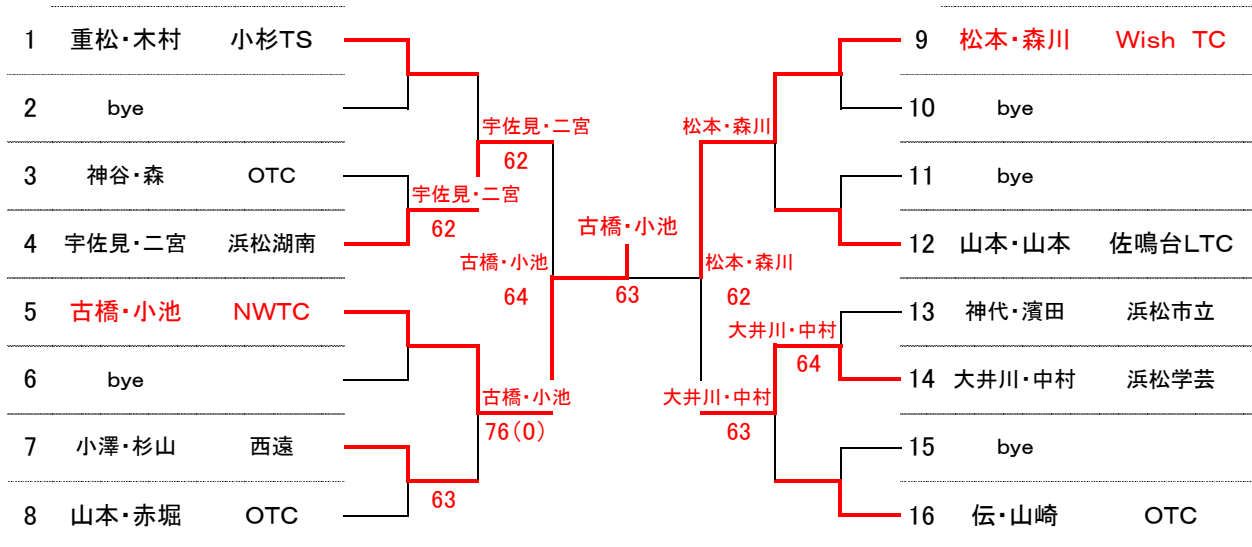 1 重松・木村 小杉TS
2 bye
3 神谷・森 OTC
4 宇佐見・二宮 浜松湖南
5 古橋・小池 NWTC
6 bye
7 小澤・杉山 西遠
8 山本・赤堀 OTC
宇佐見・二宮
62
宇佐見・二宮
62
古橋・小池
64
古橋・小池
76(0)
63
古橋・小池
63
松本・森川
松本・森川
62
大井川・中村
64
大井川・中村
63
9 松本・森川 Wish TC
10 bye
11 bye
12 山本・山本 佐鳴台LTC
13 神代・濱田 浜松市立
14 大井川・中村 浜松学芸
15 bye
16 伝・山崎 OTC